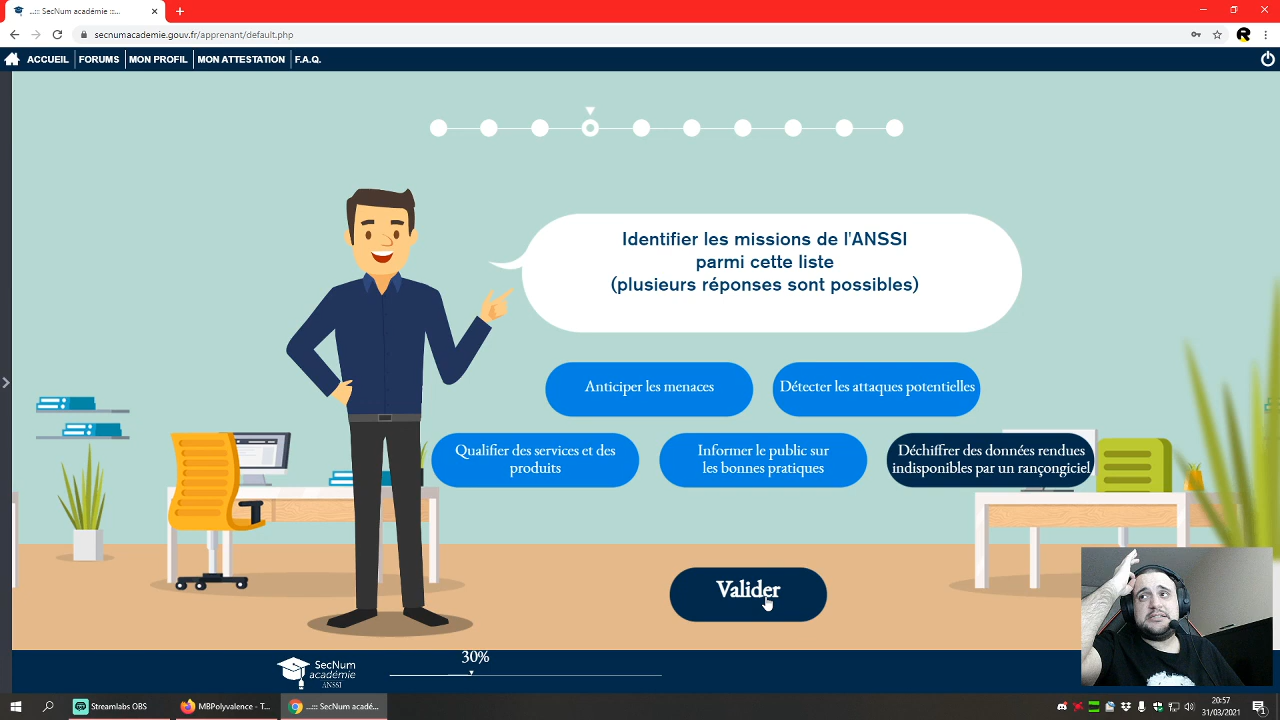 ..:: SecNum académie ::...
secnumacademie.gouv.fr/apprenant/default.php
ACCUEIL FORUMS MON PROFIL MON ATTESTATION F.A.Q.
Identifier les missions de l'ANSSI
parmi cette liste
(plusieurs réponses sont possibles)
Anticiper les menaces
Détecter les attaques potentielles
Qualifier des services et des
produits
Informer le public sur
les bonnes pratiques
Déchiffrer des données rendues
indisponibles par un rançongiciel
Valider
30%
SecNum
académie
ANSSI
Streamlabs OBS
MBPolyvalence - T...
..:: SecNum acadé...
20:57
31/03/2021